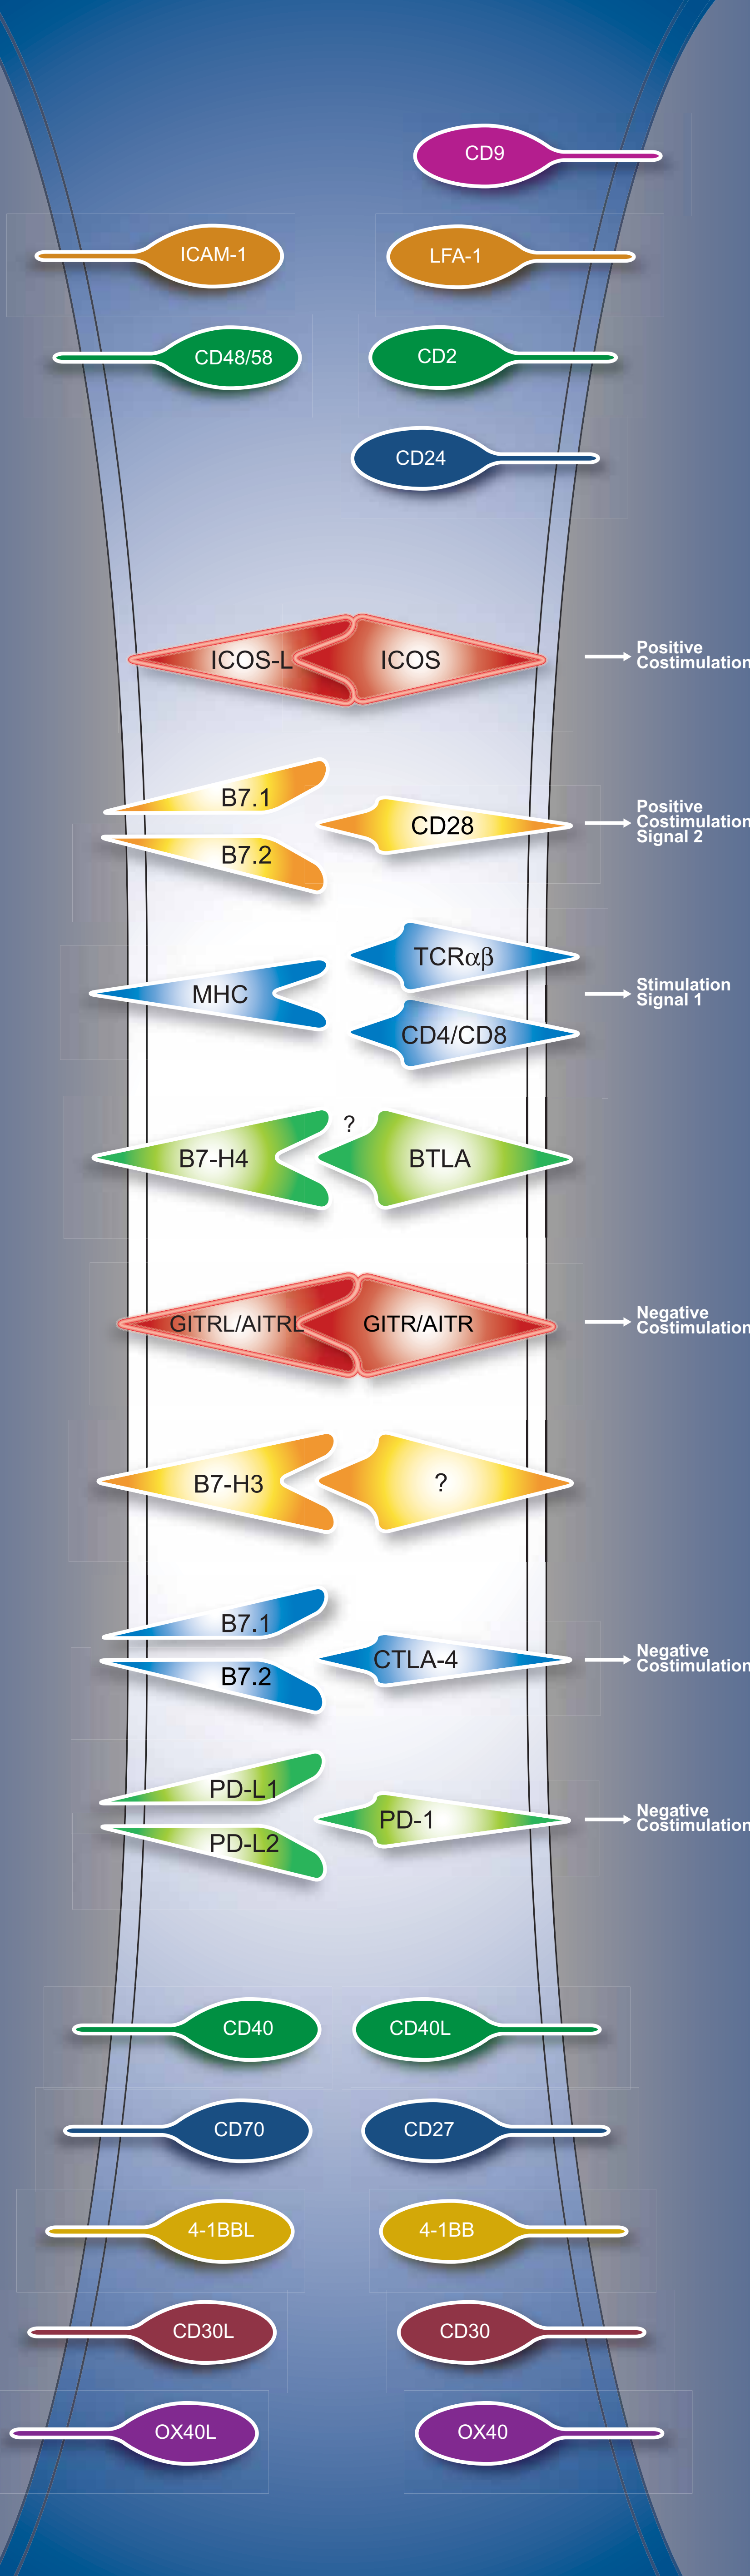 CD9
ICAM-1
LFA-1
CD48/58
CD2
CD24
ICOS-L
ICOS
Positive
Costimulation
B7.1
B7.2
CD28
Positive
Costimulation
Signal 2
MHC
TCRαβ
CD4/CD8
Stimulation
Signal 1
?
B7-H4
BTLA
GITRL/AITRL
GITR/AITR
Negative
Costimulation
B7-H3
?
B7.1
B7.2
CTLA-4
Negative
Costimulation
PD-L1
PD-L2
PD-1
Negative
Costimulation
CD40
CD40L
CD70
CD27
4-1BBL
4-1BB
CD30L
CD30
OX40L
OX40